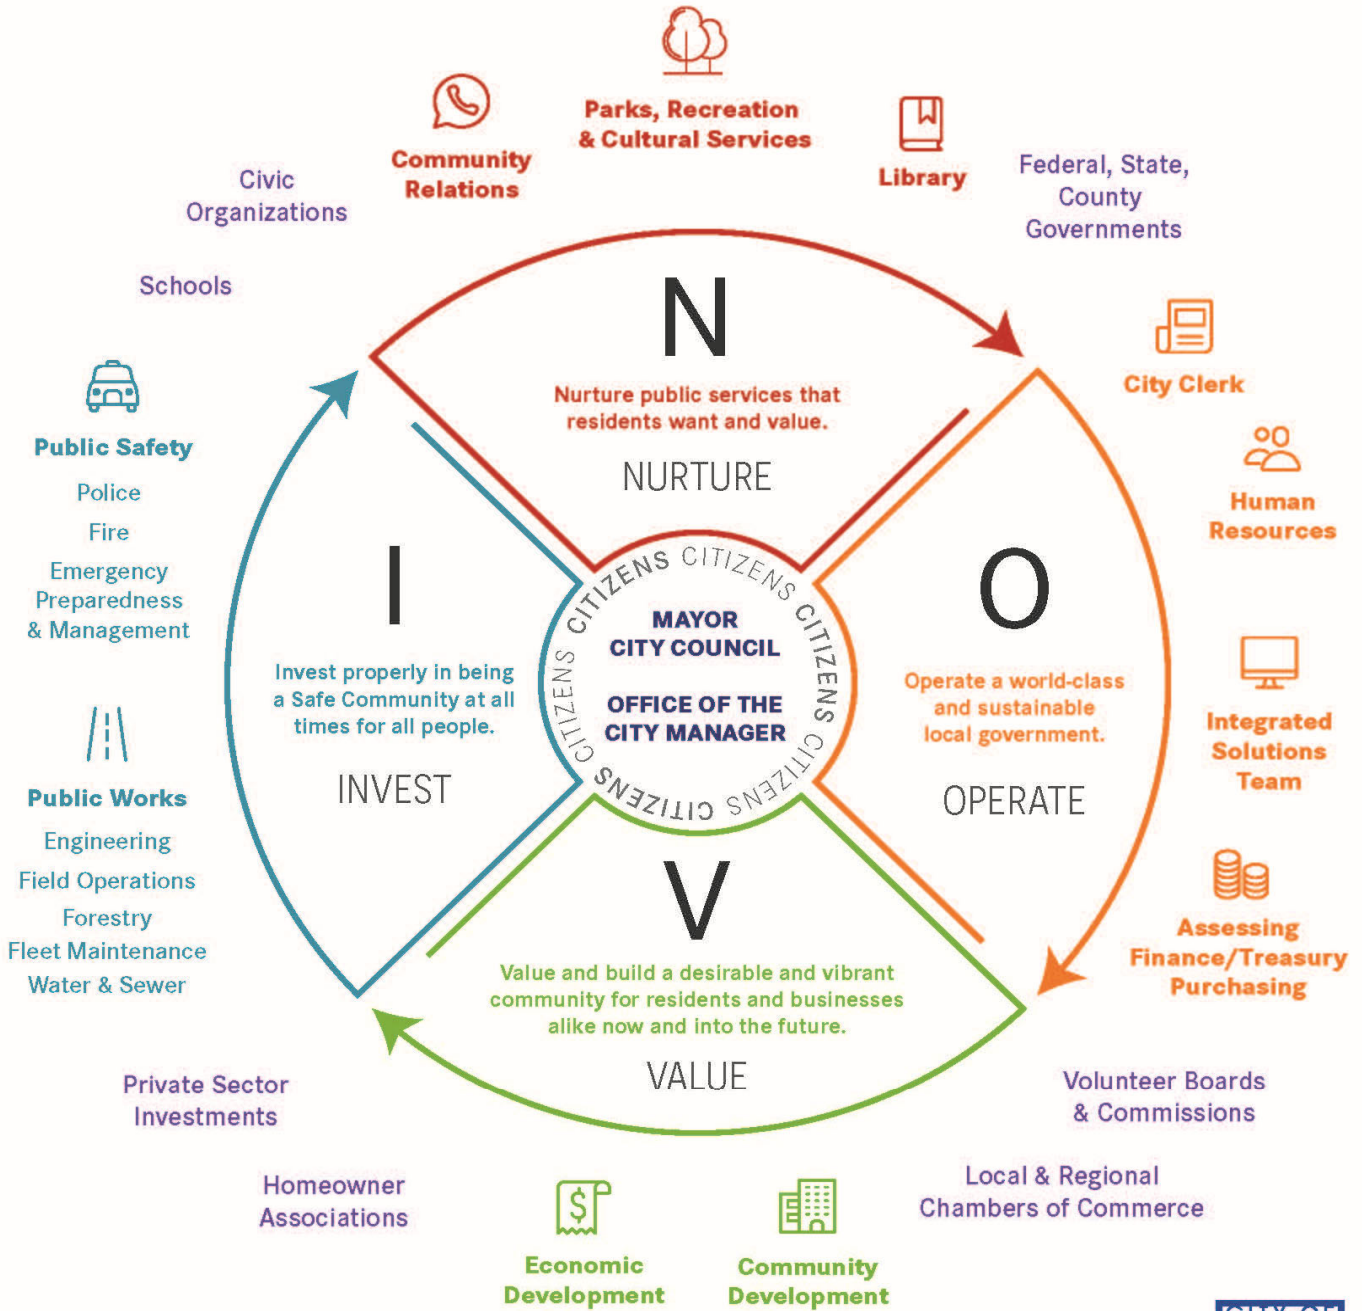 Parks, Recreation
& Cultural Services
Community
Relations
Library
Civic
Organizations
Federal, State,
County
Governments
Schools
N
Nurture public services that
residents want and value.
NURTURE
City Clerk
Human
Resources
Integrated
Solutions
Team
Assessing
Finance/Treasury
Purchasing
O
Operate a world-class
and sustainable
local government.
OPERATE
Public Safety
Police
Fire
Emergency
Preparedness
& Management
Public Works
Engineering
Field Operations
Forestry
Fleet Maintenance
Water & Sewer
I
Invest properly in being
a Safe Community at all
times for all people.
INVEST
CITIZENS CITIZENS CITIZENS CITIZENS CITIZENS CITIZENS
MAYOR
CITY COUNCIL
OFFICE OF THE
CITY MANAGER
V
Value and build a desirable and vibrant
community for residents and businesses
alike now and into the future.
VALUE
Private Sector
Investments
Homeowner
Associations
Economic
Development
Community
Development
Volunteer Boards
& Commissions
Local & Regional
Chambers of Commerce
CITY OF